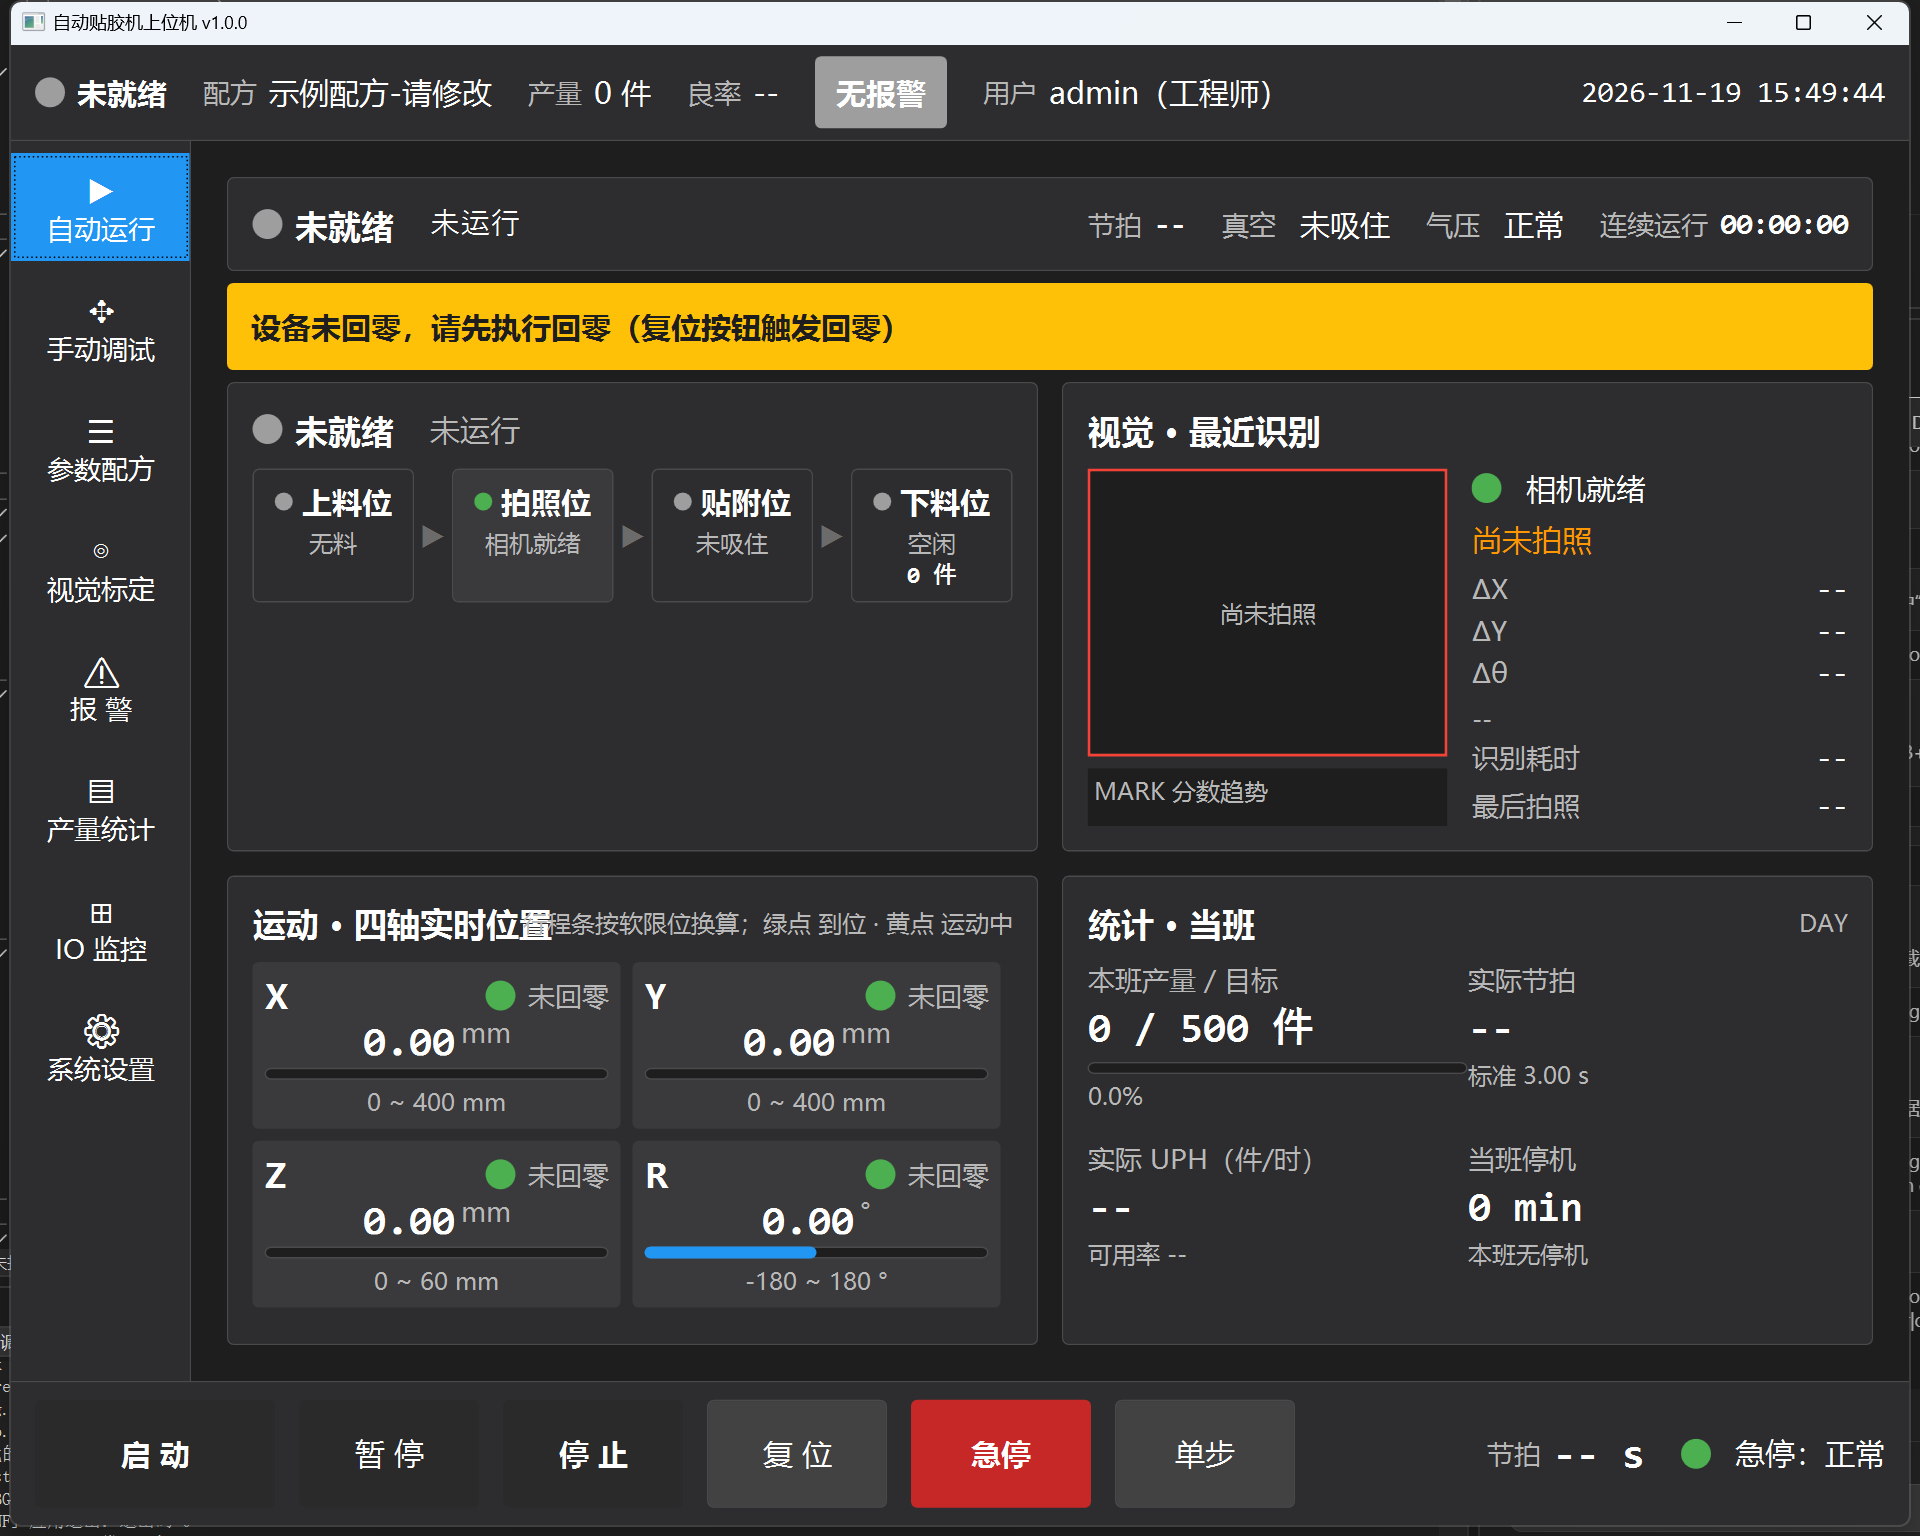 自动贴胶机上位机 v1.0.0
未就绪 配方 示例配方-请修改 产量 0 件 良率 -- 无报警 用户 admin（工程师） 2026-11-19 15:49:44
自动运行
手动调试
参数配方
视觉标定
报 警
产量统计
IO 监控
系统设置
未就绪 未运行 节拍 -- 真空 未吸住 气压 正常 连续运行 00:00:00
设备未回零，请先执行回零（复位按钮触发回零）
未就绪 未运行
上料位
无料
拍照位
相机就绪
贴附位
未吸住
下料位
空闲
0 件
视觉 • 最近识别
尚未拍照
MARK 分数趋势
相机就绪
尚未拍照
ΔX --
ΔY --
Δθ --
--
识别耗时 --
最后拍照 --
运动 • 四轴实时位置
程条按软限位换算；绿点 到位 · 黄点 运动中
X 未回零
0.00 mm
0 ~ 400 mm
Y 未回零
0.00 mm
0 ~ 400 mm
Z 未回零
0.00 mm
0 ~ 60 mm
R 未回零
0.00 °
-180 ~ 180 °
统计 • 当班 DAY
本班产量 / 目标
0 / 500 件
0.0%
实际节拍
--
标准 3.00 s
实际 UPH（件/时）
--
可用率 --
当班停机
0 min
本班无停机
启 动 暂 停 停 止 复 位 急停 单步 节拍 -- s 急停：正常